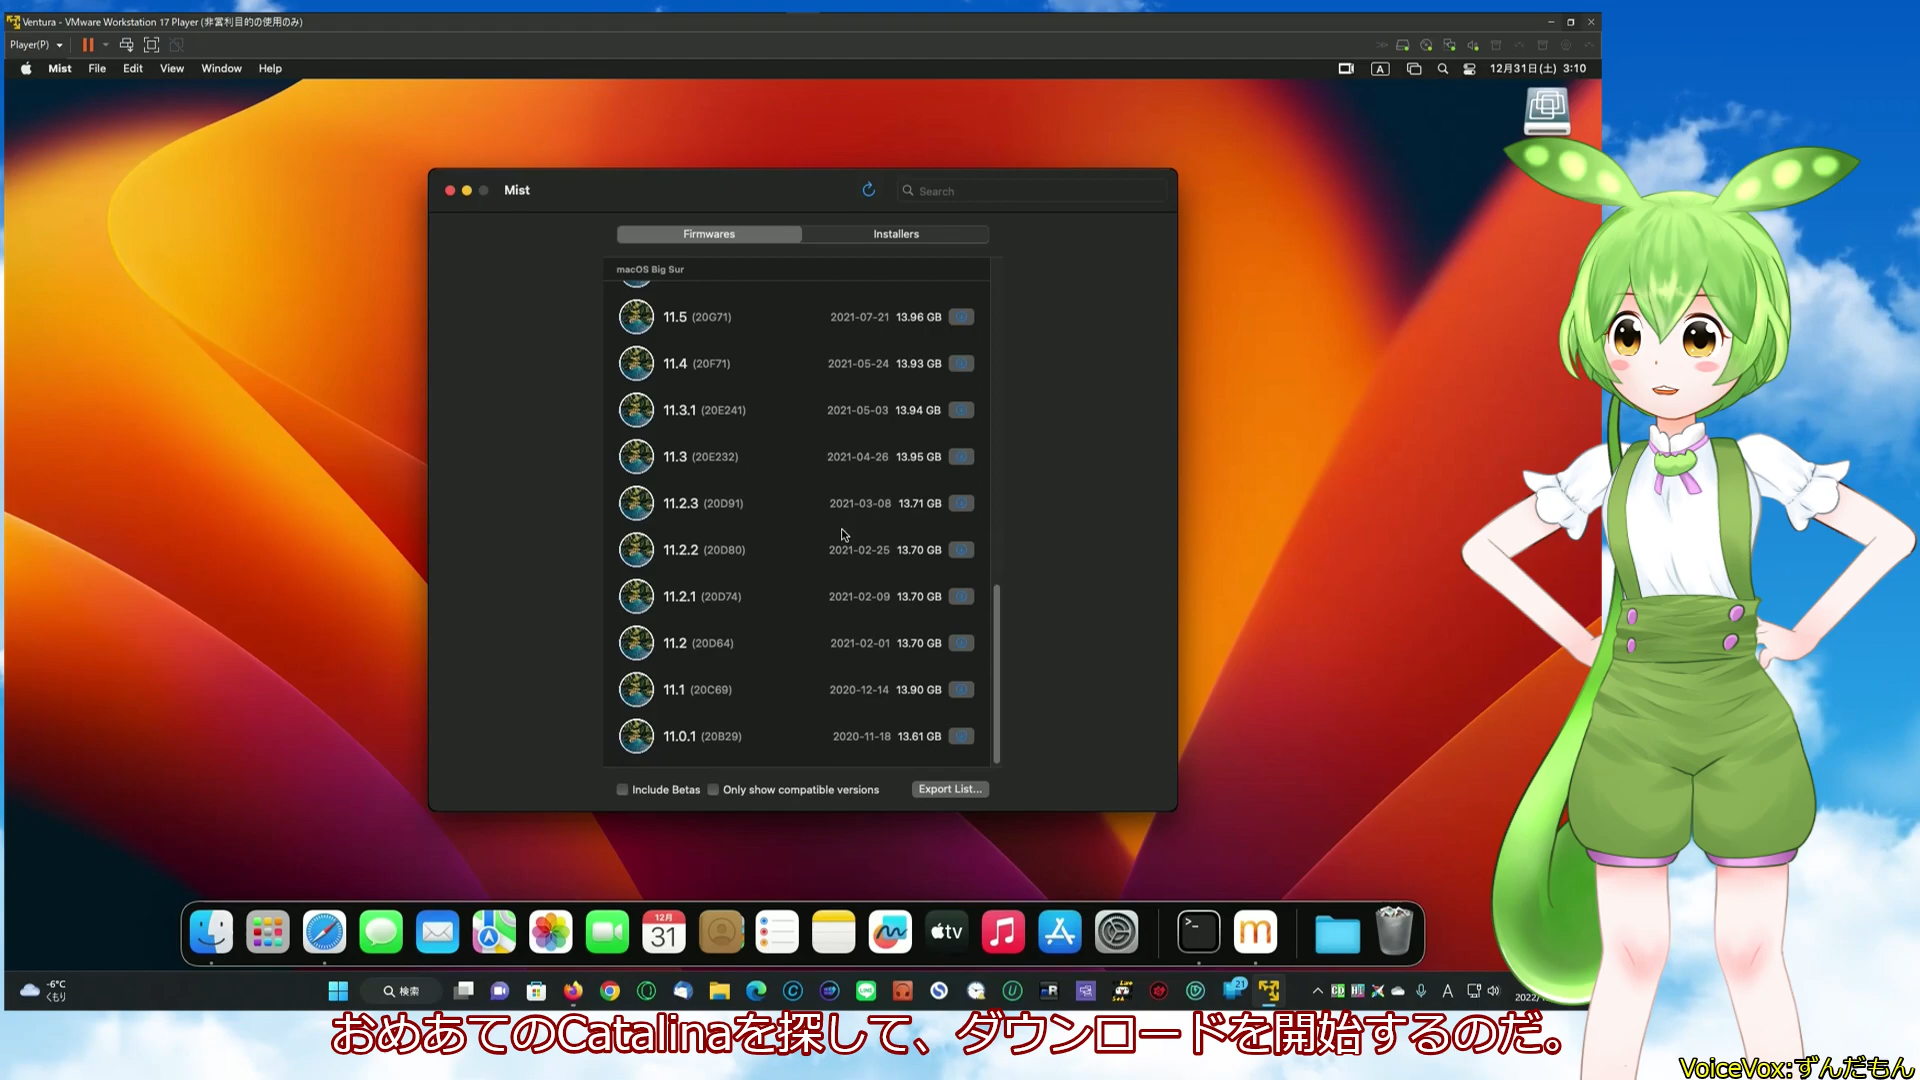 Ventura - VMware Workstation 17 Player (非営利目的の使用のみ)
Player(P)
Mist File Edit View Window Help
A
12月31日(土) 3:10
Mist
Search
Firmwares
Installers
macOS Big Sur
11.5 (20G71) 2021-07-21 13.96 GB
11.4 (20F71) 2021-05-24 13.93 GB
11.3.1 (20E241) 2021-05-03 13.94 GB
11.3 (20E232) 2021-04-26 13.95 GB
11.2.3 (20D91) 2021-03-08 13.71 GB
11.2.2 (20D80) 2021-02-25 13.70 GB
11.2.1 (20D74) 2021-02-09 13.70 GB
11.2 (20D64) 2021-02-01 13.70 GB
11.1 (20C69) 2020-12-14 13.90 GB
11.0.1 (20B29) 2020-11-18 13.61 GB
Include Betas
Only show compatible versions
Export List...
12月
31
tv
m
-6°C
くもり
検索
21
A
2022/
おめあてのCatalinaを探して、ダウンロードを開始するのだ。
VoiceVox:ずんだもん